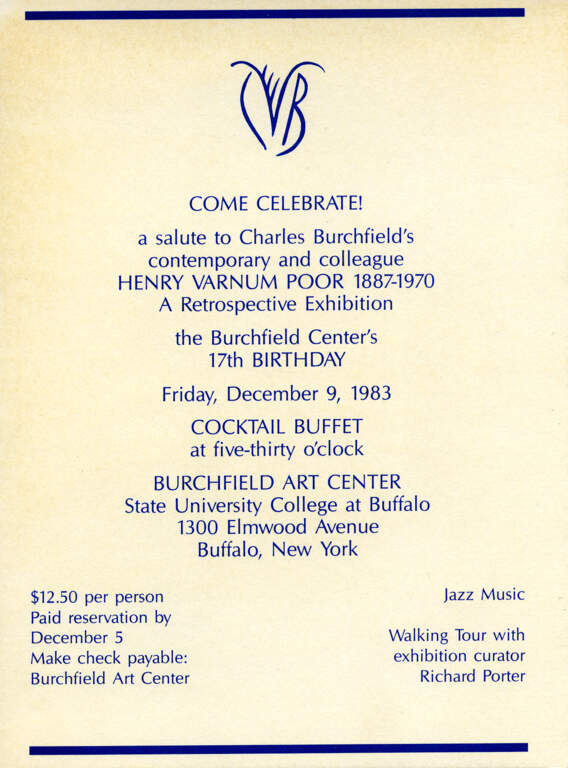 COME CELEBRATE!
a salute to Charles Burchfield's
contemporary and colleague
HENRY VARNUM POOR 1887-1970
A Retrospective Exhibition
the Burchfield Center's
17th BIRTHDAY
Friday, December 9, 1983
COCKTAIL BUFFET
at five-thirty o'clock
BURCHFIELD ART CENTER
State University College at Buffalo
1300 Elmwood Avenue
Buffalo, New York
$12.50 per person
Paid reservation by
December 5
Make check payable:
Burchfield Art Center
Jazz Music
Walking Tour with
exhibition curator
Richard Porter